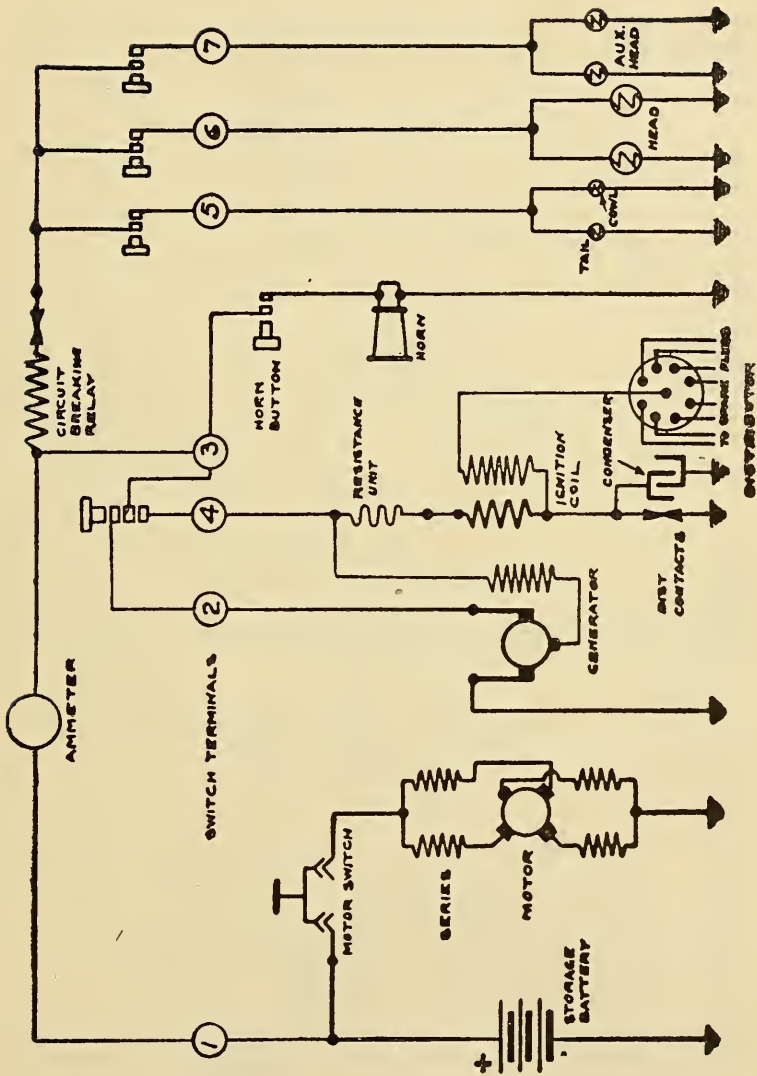 AMMETER
CIRCUIT
BREAKING
RELAY
SWITCH TERMINALS
1
2
4
3
5
6
7
HORN
BUTTON
MOTOR SWITCH
RESISTANCE
UNIT
HORN
SERIES
MOTOR
+
STORAGE
BATTERY
GENERATOR
IGNITION
COIL
CONDENSER
DIST
CONTACTS
TO SPARK PLUGS
DISTRIBUTOR
TAIL
COWL
HEAD
AUX.
HEAD